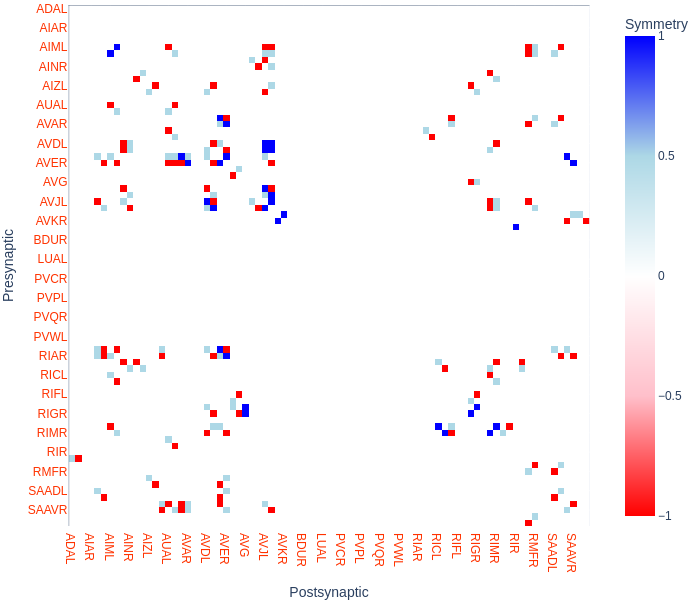 Symmetry
1
0.5
0
−0.5
−1
Presynaptic
ADAL
AIAR
AIML
AINR
AIZL
AUAL
AVAR
AVDL
AVER
AVG
AVJL
AVKR
BDUR
LUAL
PVCR
PVPL
PVQR
PVWL
RIAR
RICL
RIFL
RIGR
RIMR
RIR
RMFR
SAADL
SAAVR
ADAL
AIAR
AIML
AINR
AIZL
AUAL
AVAR
AVDL
AVER
AVG
AVJL
AVKR
BDUR
LUAL
PVCR
PVPL
PVQR
PVWL
RIAR
RICL
RIFL
RIGR
RIMR
RIR
RMFR
SAADL
SAAVR
Postsynaptic